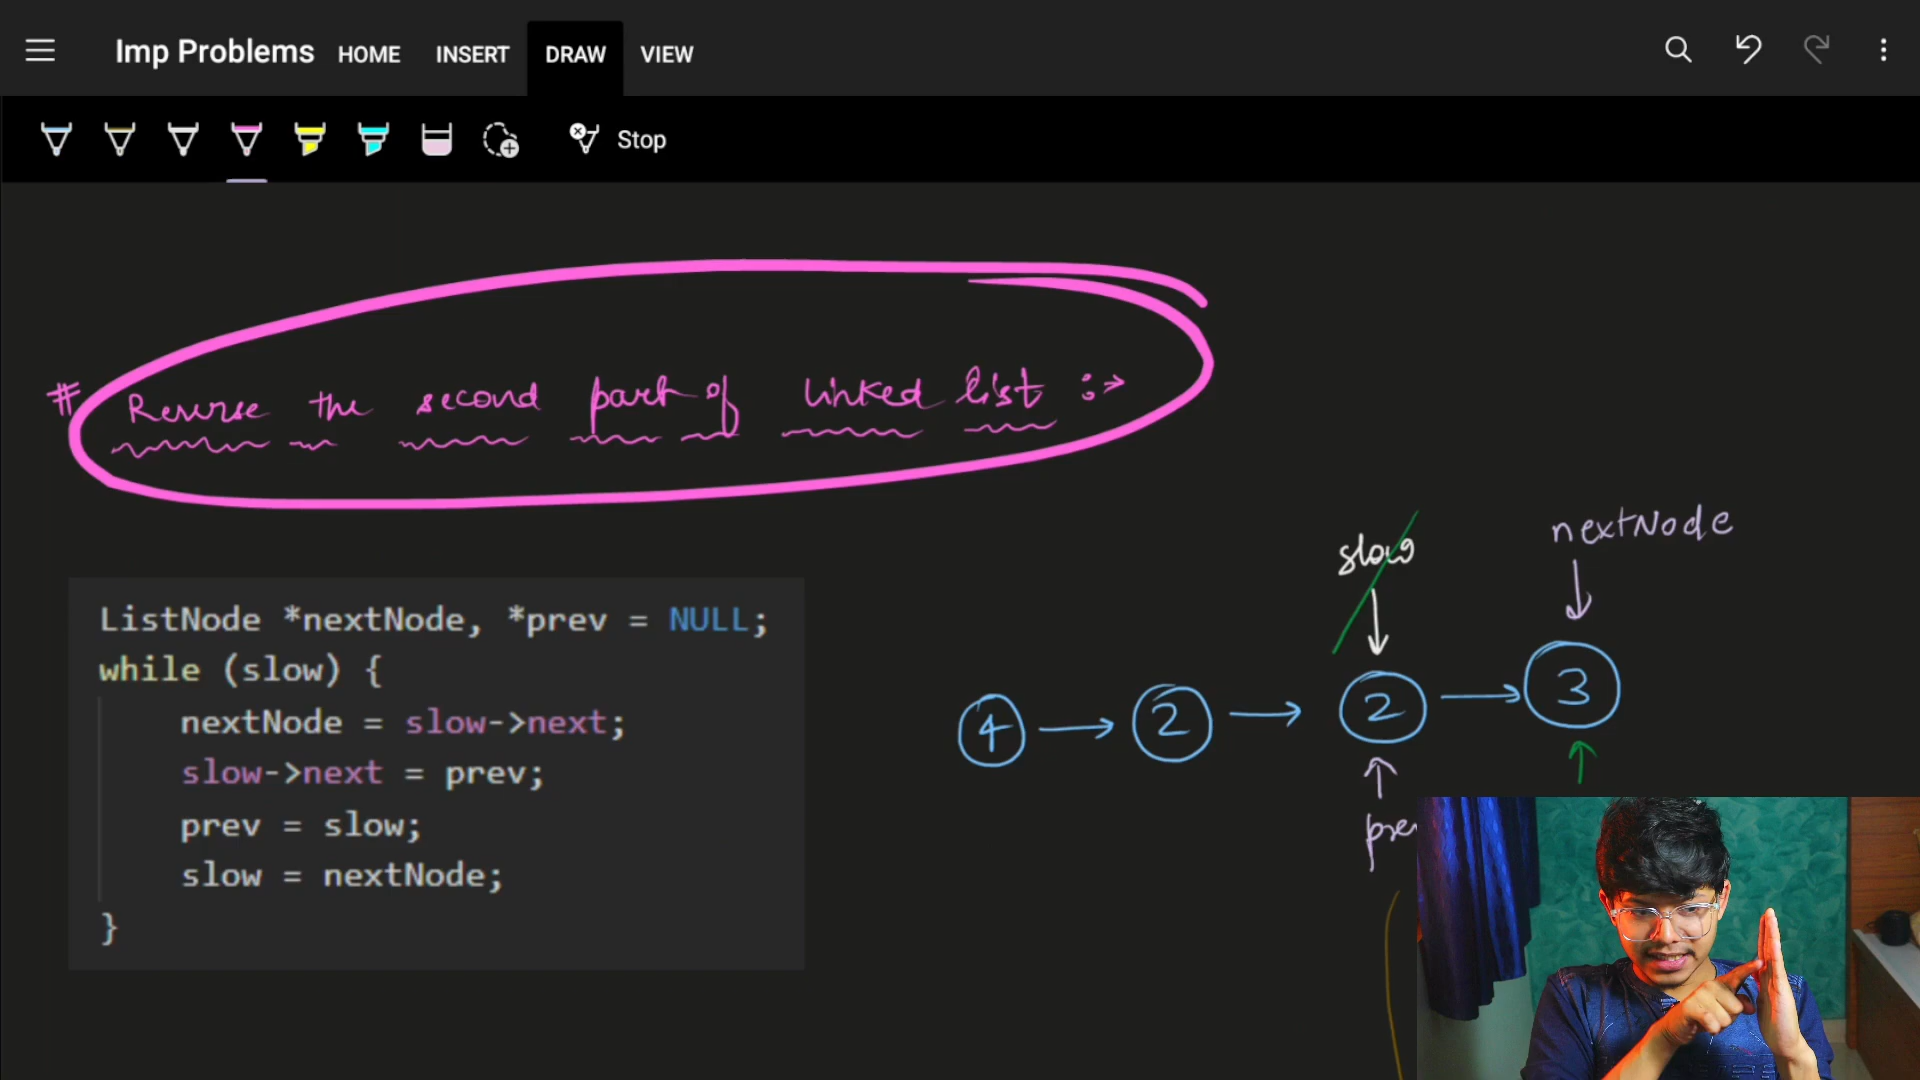 Imp Problems HOME INSERT DRAW VIEW
Stop
# Reverse the second part of linked list :->
slow
nextNode
ListNode *nextNode, *prev = NULL;
while (slow) {
nextNode = slow->next;
slow->next = prev;
prev = slow;
slow = nextNode;
}
4 → 2 → 2 → 3
prev